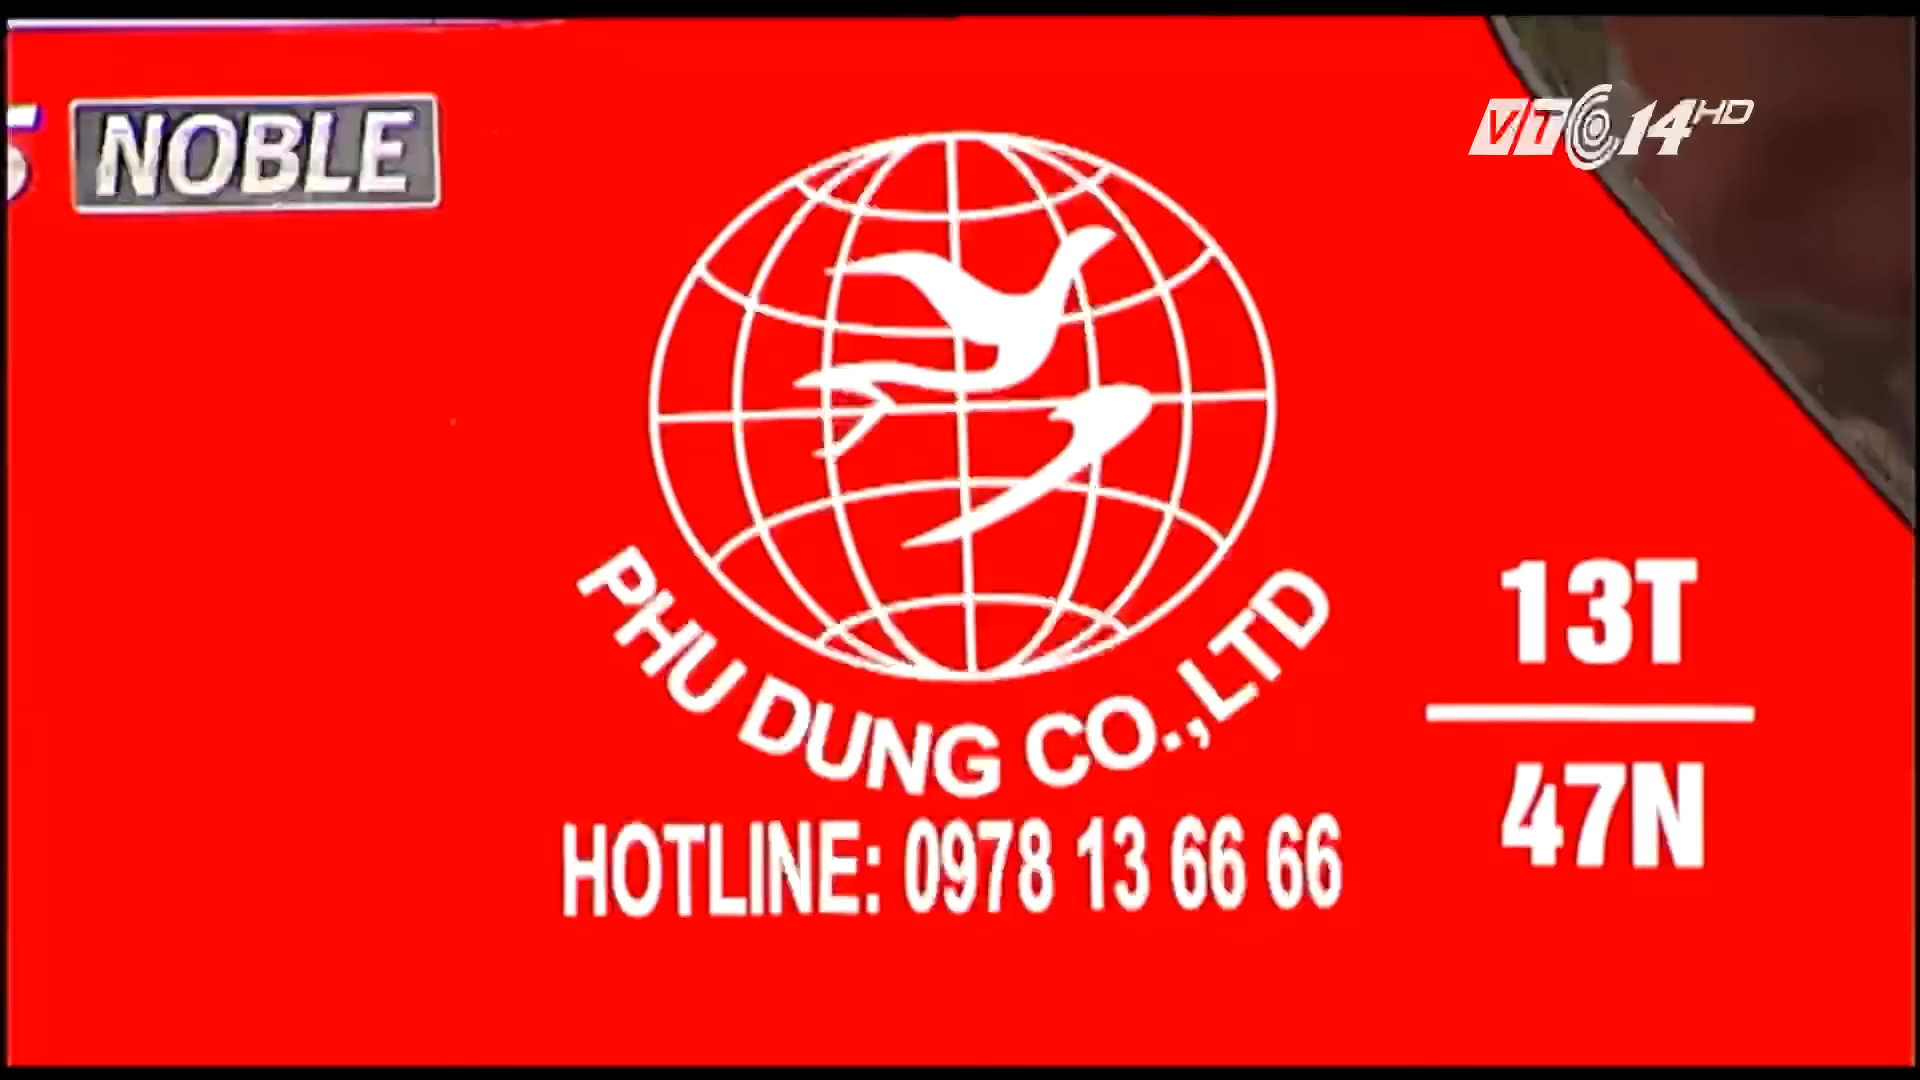 NOBLE
VTC14 HD
PHU DUNG CO.,LTD
HOTLINE: 0978 13 66 66
13T
47N